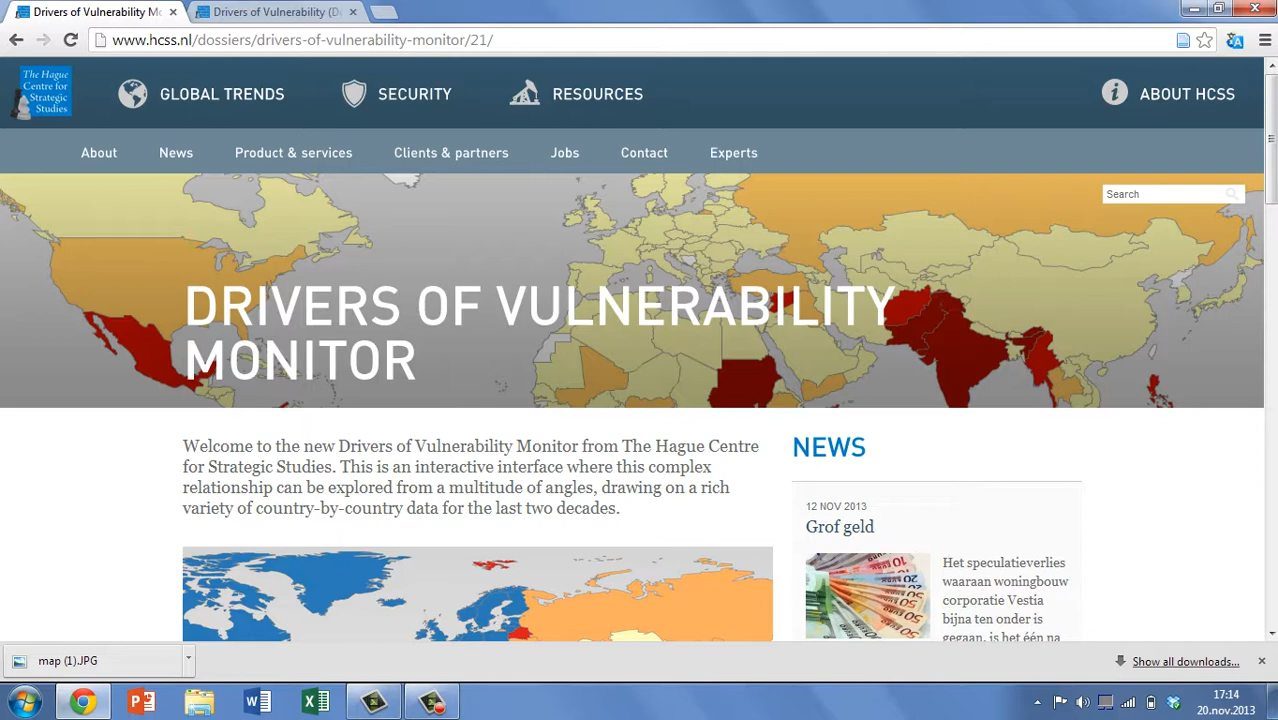 Drivers of Vulnerability Mo
Drivers of Vulnerability (D
www.hcss.nl/dossiers/drivers-of-vulnerability-monitor/21/
The Hague
Centre for
Strategic
Studies
GLOBAL TRENDS
SECURITY
RESOURCES
ABOUT HCSS
About
News
Product & services
Clients & partners
Jobs
Contact
Experts
Search
DRIVERS OF VULNERABILITY
MONITOR
Welcome to the new Drivers of Vulnerability Monitor from The Hague Centre
for Strategic Studies. This is an interactive interface where this complex
relationship can be explored from a multitude of angles, drawing on a rich
variety of country-by-country data for the last two decades.
NEWS
12 NOV 2013
Grof geld
Het speculatieverlies
waaraan woningbouw
corporatie Vestia
bijna ten onder is
gegaan, is het één na
map (1).JPG
Show all downloads...
17:14
20.nov.2013